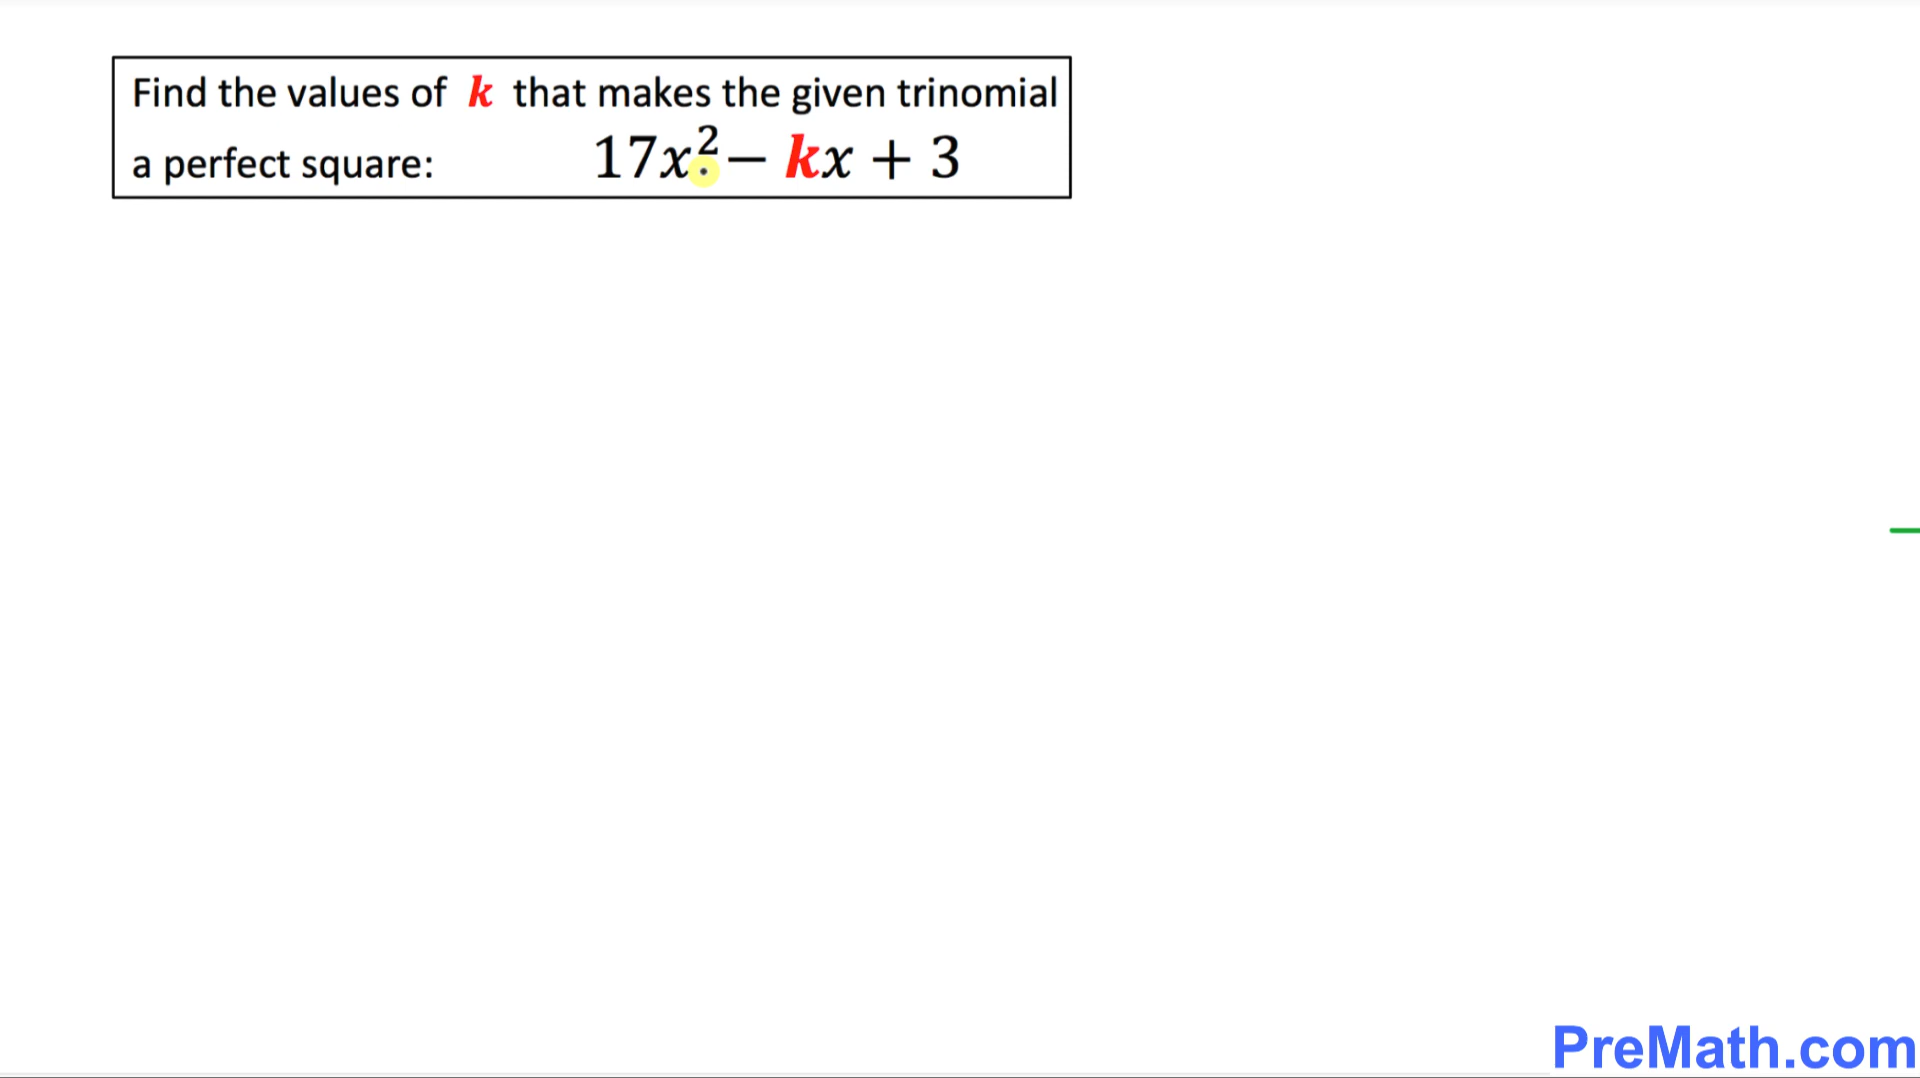 Find the values of k that makes the given trinomial
a perfect square: 17x² − kx + 3
PreMath.com